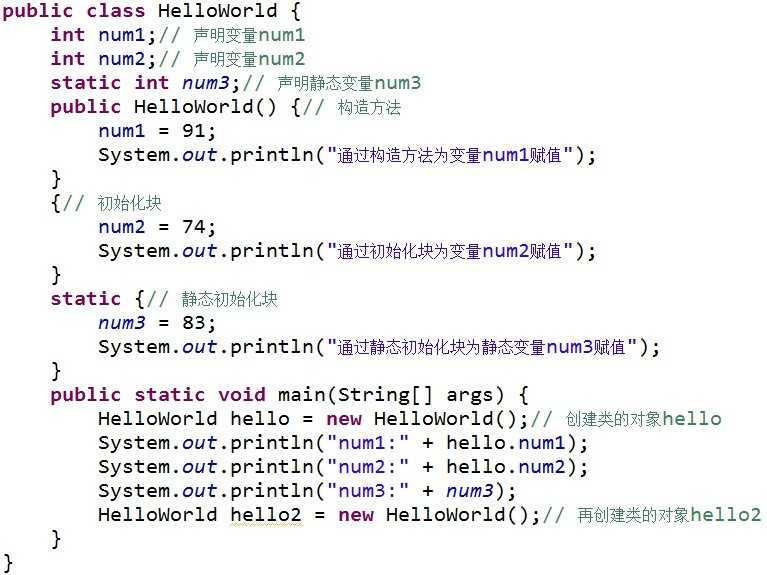 public class HelloWorld {
    int num1;// 声明变量num1
    int num2;// 声明变量num2
    static int num3;// 声明静态变量num3
    public HelloWorld() {// 构造方法
        num1 = 91;
        System.out.println("通过构造方法为变量num1赋值");
    }
    {// 初始化块
        num2 = 74;
        System.out.println("通过初始化块为变量num2赋值");
    }
    static {// 静态初始化块
        num3 = 83;
        System.out.println("通过静态初始化块为静态变量num3赋值");
    }
    public static void main(String[] args) {
        HelloWorld hello = new HelloWorld();// 创建类的对象hello
        System.out.println("num1:" + hello.num1);
        System.out.println("num2:" + hello.num2);
        System.out.println("num3:" + num3);
        HelloWorld hello2 = new HelloWorld();// 再创建类的对象hello2
    }
}